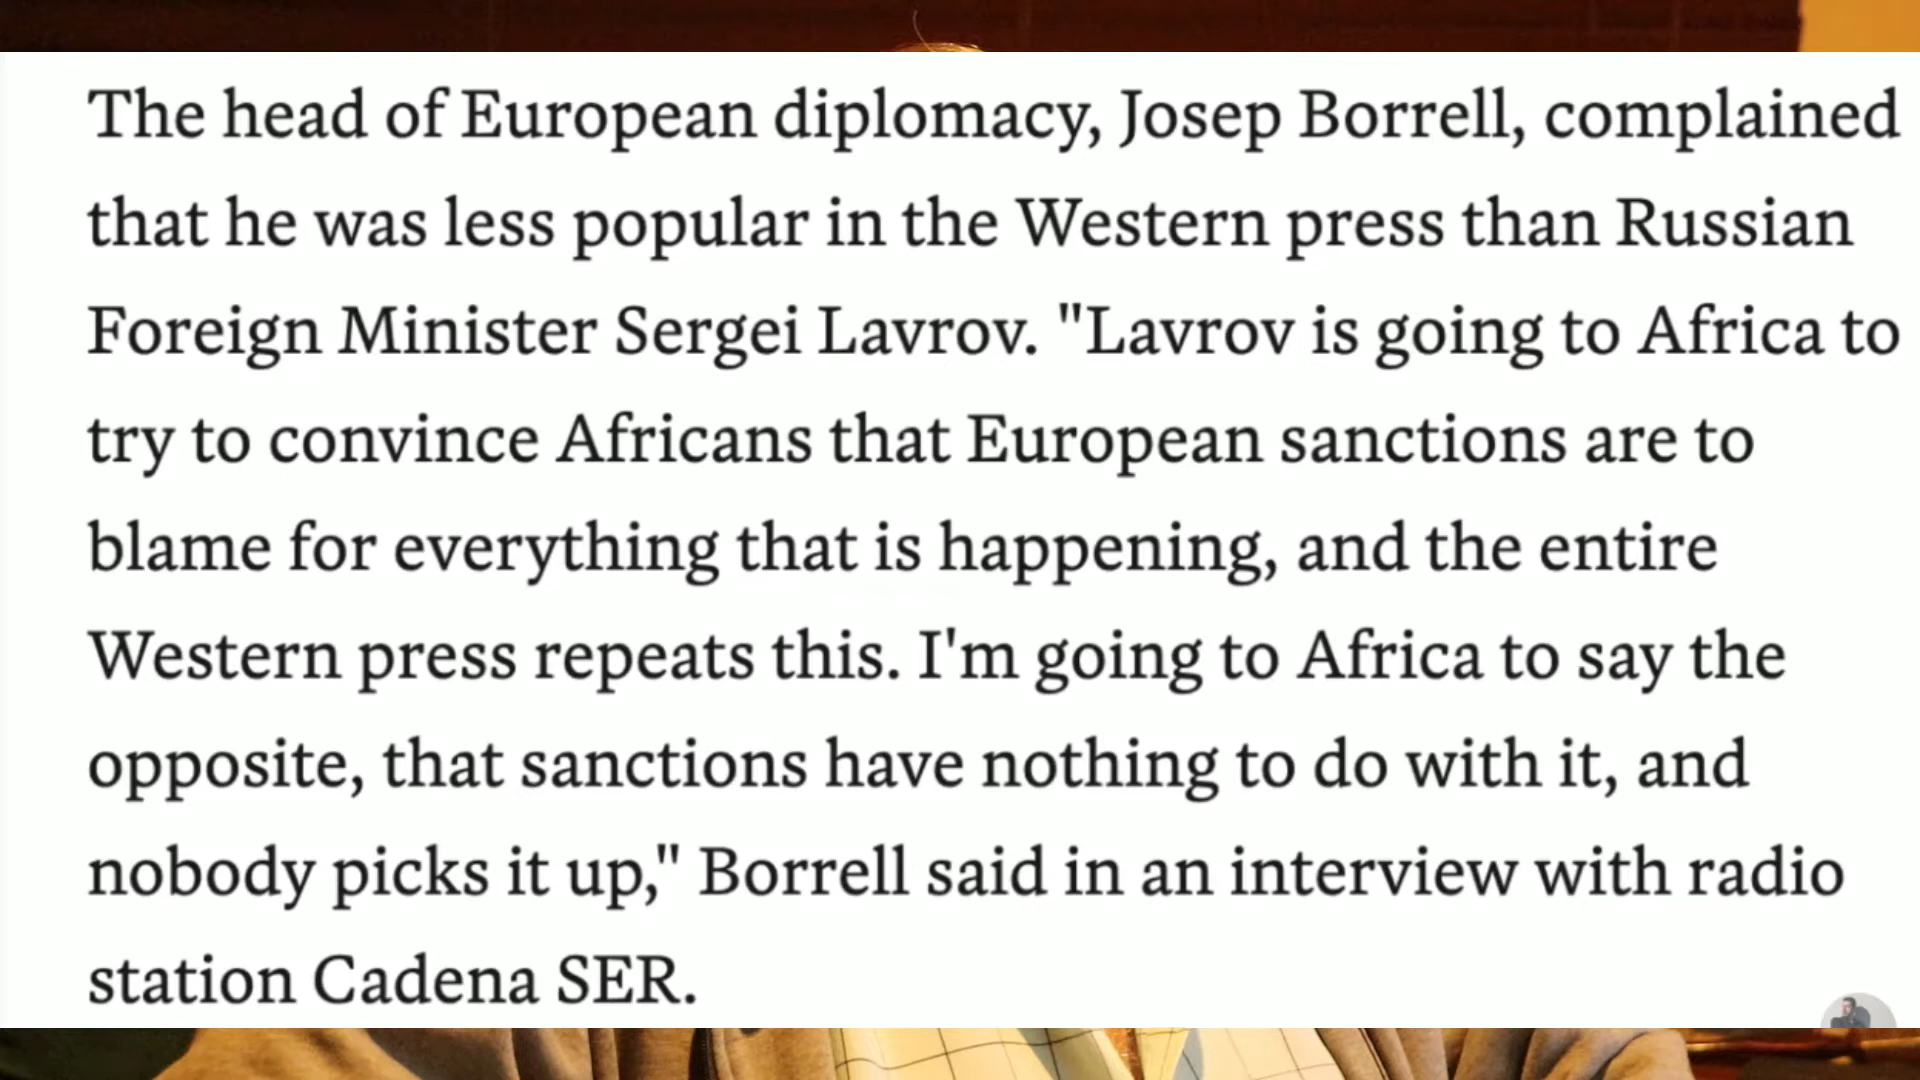 The head of European diplomacy, Josep Borrell, complained
that he was less popular in the Western press than Russian
Foreign Minister Sergei Lavrov. "Lavrov is going to Africa to
try to convince Africans that European sanctions are to
blame for everything that is happening, and the entire
Western press repeats this. I'm going to Africa to say the
opposite, that sanctions have nothing to do with it, and
nobody picks it up," Borrell said in an interview with radio
station Cadena SER.